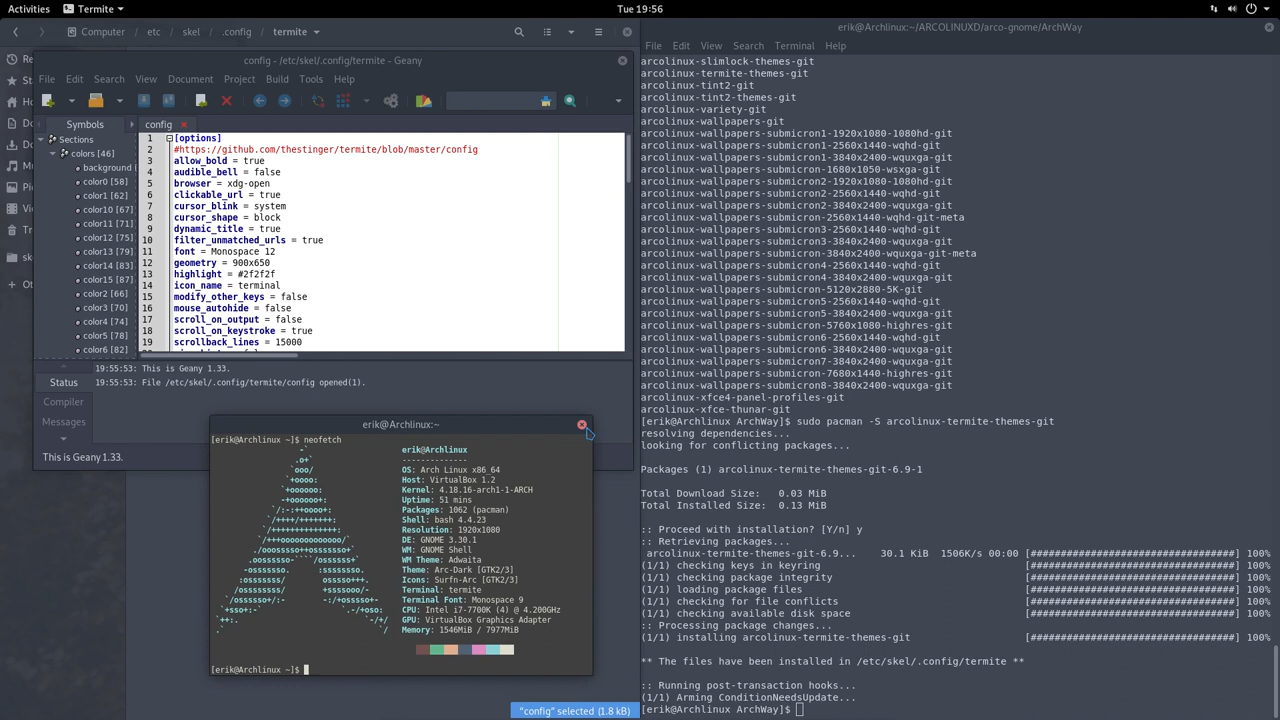 Activities
Termite
Tue 19:56
Computer
etc
skel
.config
termite
config - /etc/skel/.config/termite - Geany
File Edit Search View Document Project Build Tools Help
Symbols
config
Sections
colors [46]
background
color0 [58]
color1 [62]
color10 [67]
color11 [71]
color12 [75]
color13 [79]
color14 [83]
color15 [87]
color2 [66]
color3 [70]
color4 [74]
color5 [78]
color6 [82]
1 [options]
2 #https://github.com/thestinger/termite/blob/master/config
3 allow_bold = true
4 audible_bell = false
5 browser = xdg-open
6 clickable_url = true
7 cursor_blink = system
8 cursor_shape = block
9 dynamic_title = true
10 filter_unmatched_urls = true
11 font = Monospace 12
12 geometry = 900x650
13 highlight = #2f2f2f
14 icon_name = terminal
15 modify_other_keys = false
16 mouse_autohide = false
17 scroll_on_output = false
18 scroll_on_keystroke = true
19 scrollback_lines = 15000
Status
Compiler
Messages
19:55:53: This is Geany 1.33.
19:55:53: File /etc/skel/.config/termite/config opened(1).
This is Geany 1.33.
erik@Archlinux:~
[erik@Archlinux ~]$ neofetch
erik@Archlinux
--------------
OS: Arch Linux x86_64
Host: VirtualBox 1.2
Kernel: 4.18.16-arch1-1-ARCH
Uptime: 51 mins
Packages: 1062 (pacman)
Shell: bash 4.4.23
Resolution: 1920x1080
DE: GNOME 3.30.1
WM: GNOME Shell
WM Theme: Adwaita
Theme: Arc-Dark [GTK2/3]
Icons: Surfn-Arc [GTK2/3]
Terminal: termite
Terminal Font: Monospace 9
CPU: Intel i7-7700K (4) @ 4.200GHz
GPU: VirtualBox Graphics Adapter
Memory: 1546MiB / 7977MiB
[erik@Archlinux ~]$
"config" selected (1.8 kB)
erik@Archlinux:~/ARCOLINUXD/arco-gnome/ArchWay
File Edit View Search Terminal Help
arcolinux-slimlock-themes-git
arcolinux-termite-themes-git
arcolinux-tint2-git
arcolinux-tint2-themes-git
arcolinux-variety-git
arcolinux-wallpapers-git
arcolinux-wallpapers-submicron1-1920x1080-1080hd-git
arcolinux-wallpapers-submicron1-2560x1440-wqhd-git
arcolinux-wallpapers-submicron1-3840x2400-wquxga-git
arcolinux-wallpapers-submicron-1680x1050-wsxga-git
arcolinux-wallpapers-submicron2-1920x1080-1080hd-git
arcolinux-wallpapers-submicron2-2560x1440-wqhd-git
arcolinux-wallpapers-submicron2-3840x2400-wquxga-git
arcolinux-wallpapers-submicron-2560x1440-wqhd-git-meta
arcolinux-wallpapers-submicron3-2560x1440-wqhd-git
arcolinux-wallpapers-submicron3-3840x2400-wquxga-git
arcolinux-wallpapers-submicron-3840x2400-wquxga-git-meta
arcolinux-wallpapers-submicron4-2560x1440-wqhd-git
arcolinux-wallpapers-submicron4-3840x2400-wquxga-git
arcolinux-wallpapers-submicron-5120x2880-5K-git
arcolinux-wallpapers-submicron5-2560x1440-wqhd-git
arcolinux-wallpapers-submicron5-3840x2400-wquxga-git
arcolinux-wallpapers-submicron-5760x1080-highres-git
arcolinux-wallpapers-submicron6-2560x1440-wqhd-git
arcolinux-wallpapers-submicron6-3840x2400-wquxga-git
arcolinux-wallpapers-submicron7-3840x2400-wquxga-git
arcolinux-wallpapers-submicron-7680x1440-highres-git
arcolinux-wallpapers-submicron8-3840x2400-wquxga-git
arcolinux-xfce4-panel-profiles-git
arcolinux-xfce-thunar-git
[erik@Archlinux ArchWay]$ sudo pacman -S arcolinux-termite-themes-git
resolving dependencies...
looking for conflicting packages...
Packages (1) arcolinux-termite-themes-git-6.9-1
Total Download Size: 0.03 MiB
Total Installed Size: 0.13 MiB
:: Proceed with installation? [Y/n] y
:: Retrieving packages...
arcolinux-termite-themes-git-6.9... 30.1 KiB 1506K/s 00:00 [###################################] 100%
(1/1) checking keys in keyring [###################################] 100%
(1/1) checking package integrity [###################################] 100%
(1/1) loading package files [###################################] 100%
(1/1) checking for file conflicts [###################################] 100%
(1/1) checking available disk space [###################################] 100%
:: Processing package changes...
(1/1) installing arcolinux-termite-themes-git [###################################] 100%
** The files have been installed in /etc/skel/.config/termite **
:: Running post-transaction hooks...
(1/1) Arming ConditionNeedsUpdate...
[erik@Archlinux ArchWay]$